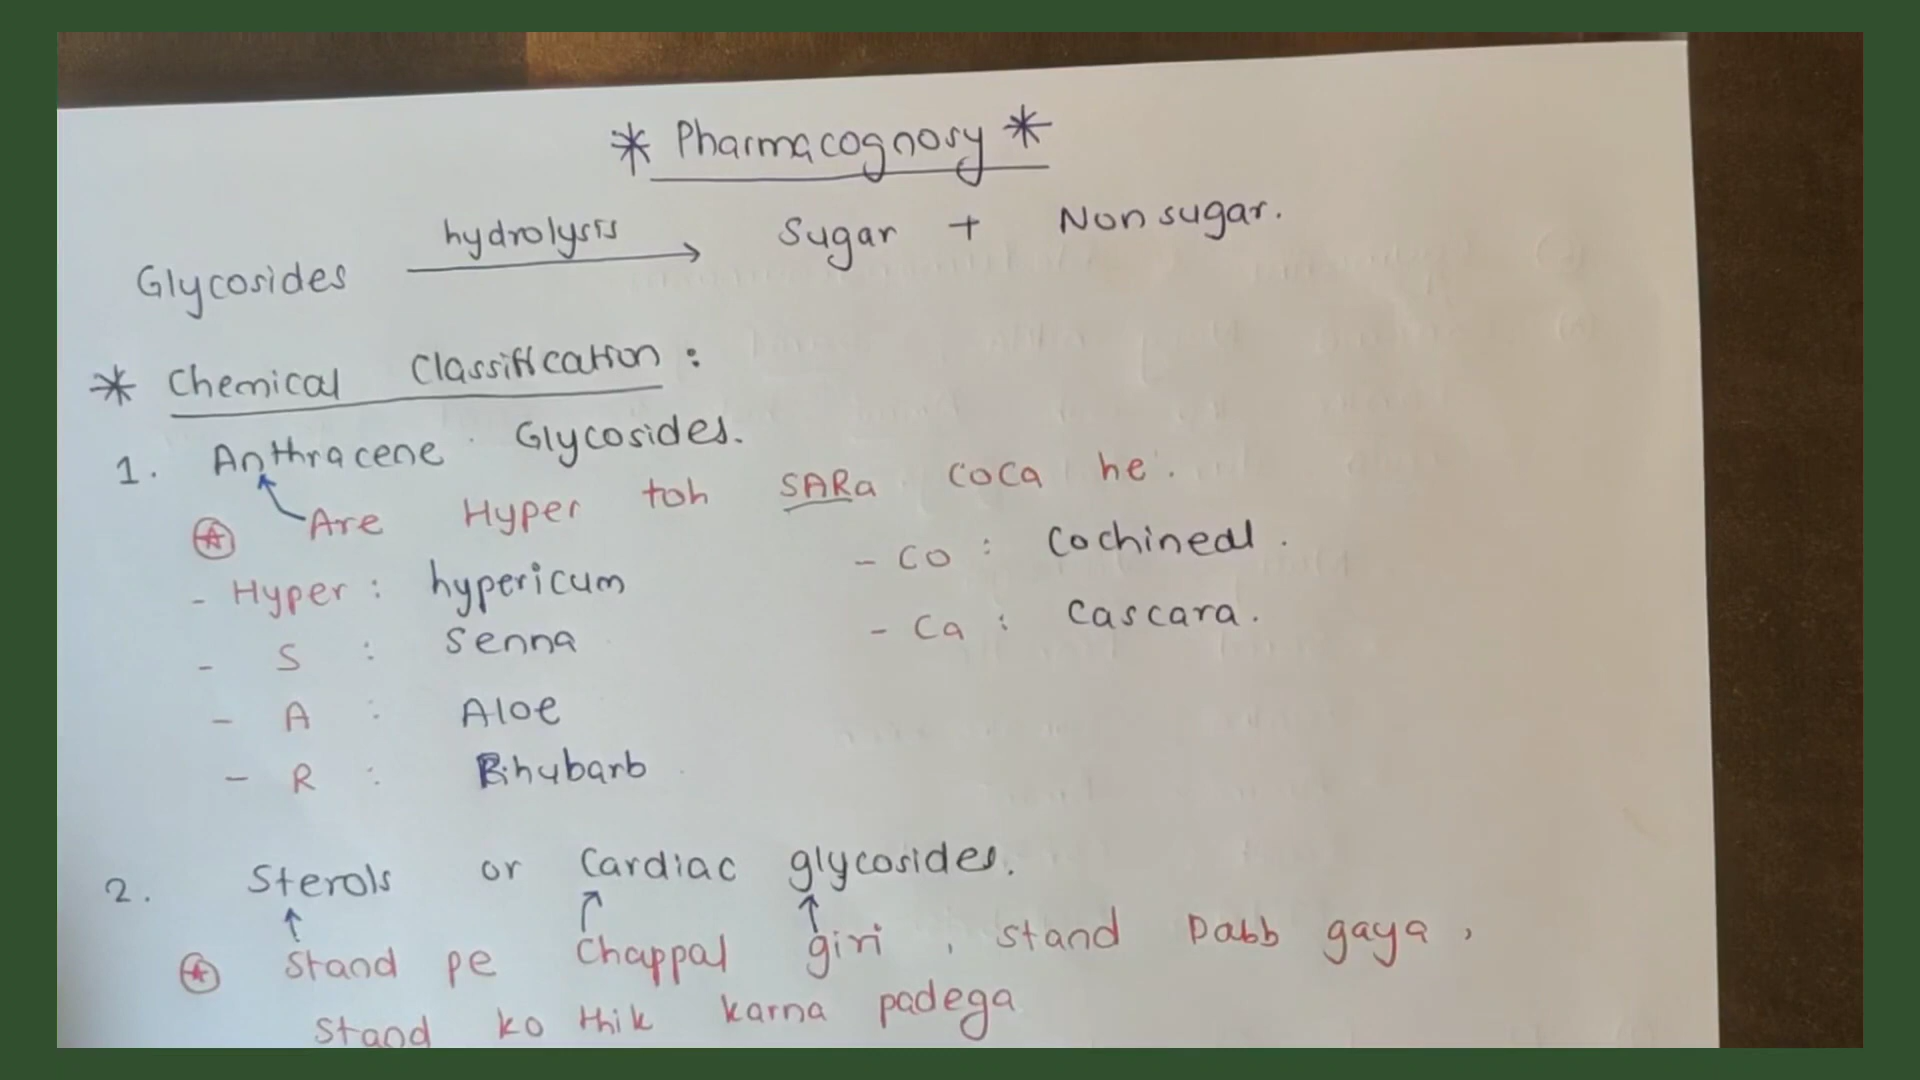 * Pharmacognosy *
Glycosides hydrolysis → Sugar + Non sugar.
* Chemical Classification :
1. Anthracene Glycosides.
Are Hyper toh SARa coca he.
- Hyper : hypericum
- S : Senna
- A : Aloe
- R : Rhubarb
- CO : Cochineal.
- Ca : Cascara.
2. Sterols or Cardiac glycosides.
Stand pe Chappal giri, stand Dabb gaya,
Stand ko thik karna padega